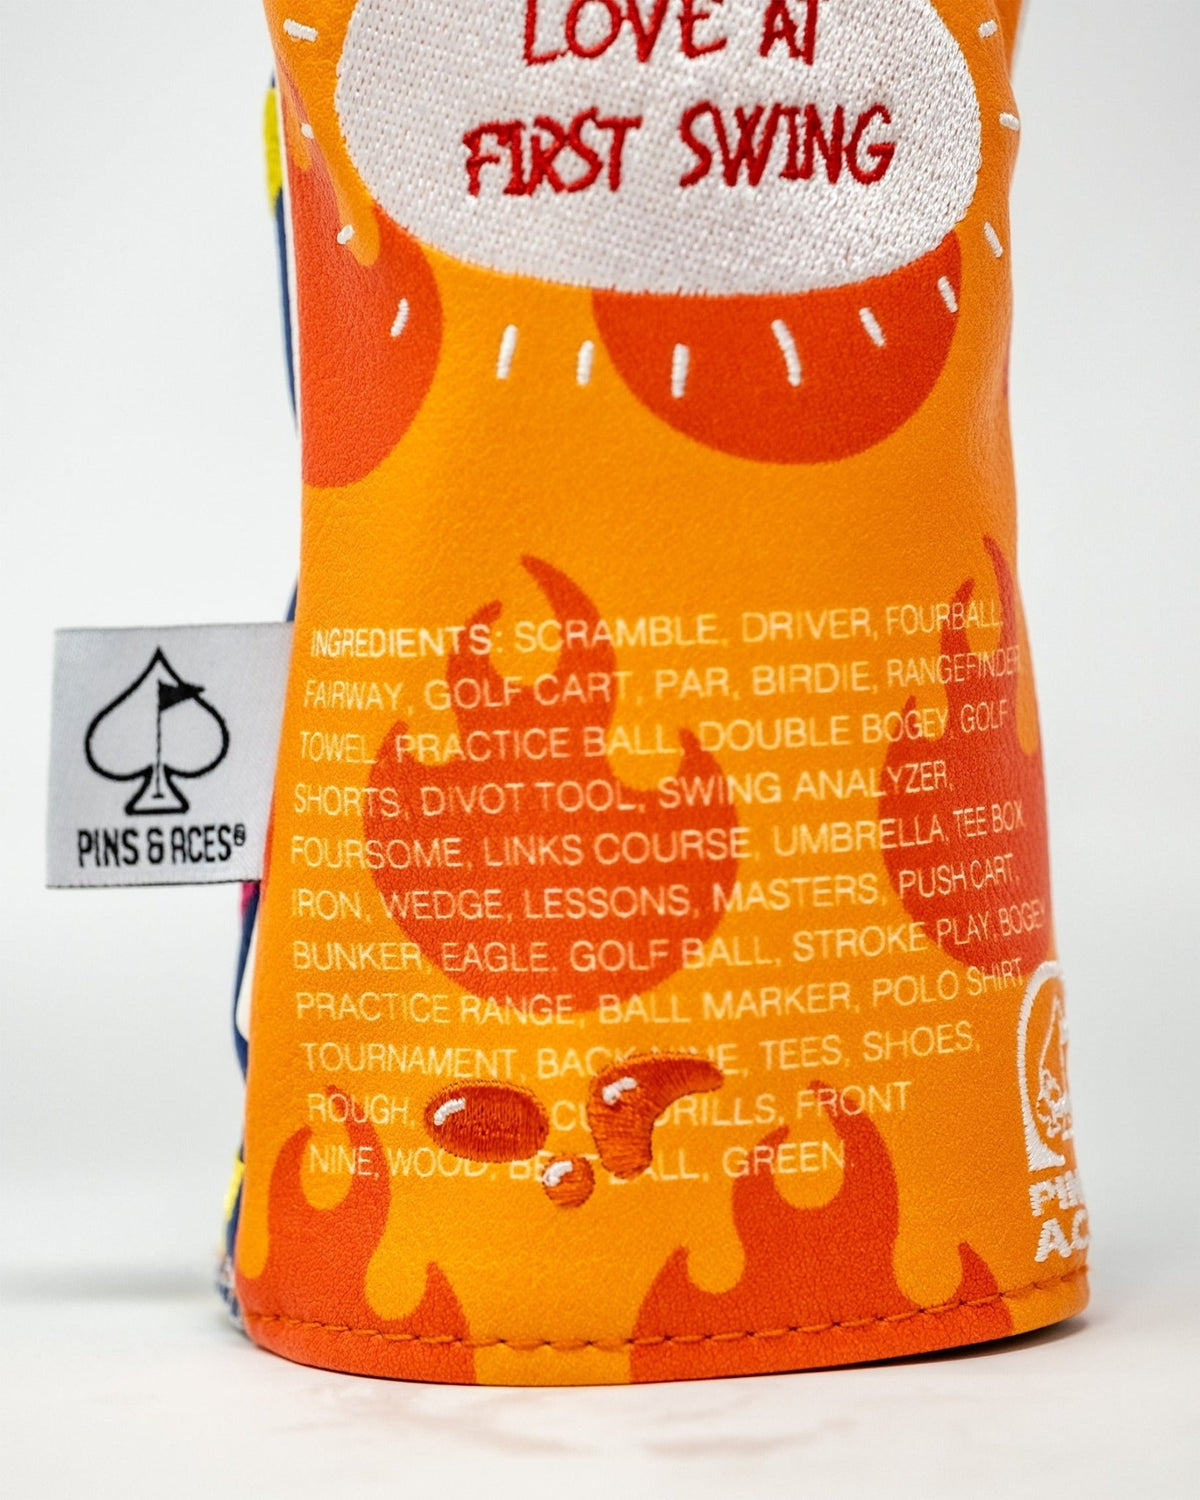 LOVE AT
FIRST SWING
INGREDIENTS: SCRAMBLE, DRIVER, FOURBALL,
FAIRWAY, GOLF CART, PAR, BIRDIE, RANGEFINDER
TOWEL, PRACTICE BALL, DOUBLE BOGEY, GOLF
SHORTS, DIVOT TOOL, SWING ANALYZER,
FOURSOME, LINKS COURSE, UMBRELLA, TEE BOX,
IRON, WEDGE, LESSONS, MASTERS, PUSH CART,
BUNKER, EAGLE, GOLF BALL, STROKE PLAY, BOGEY
PRACTICE RANGE, BALL MARKER, POLO SHIRT
TOURNAMENT, BACK NINE, TEES, SHOES,
ROUGH, DRILLS, FRONT
NINE, WOOD, GREEN,
PINS & ACES®